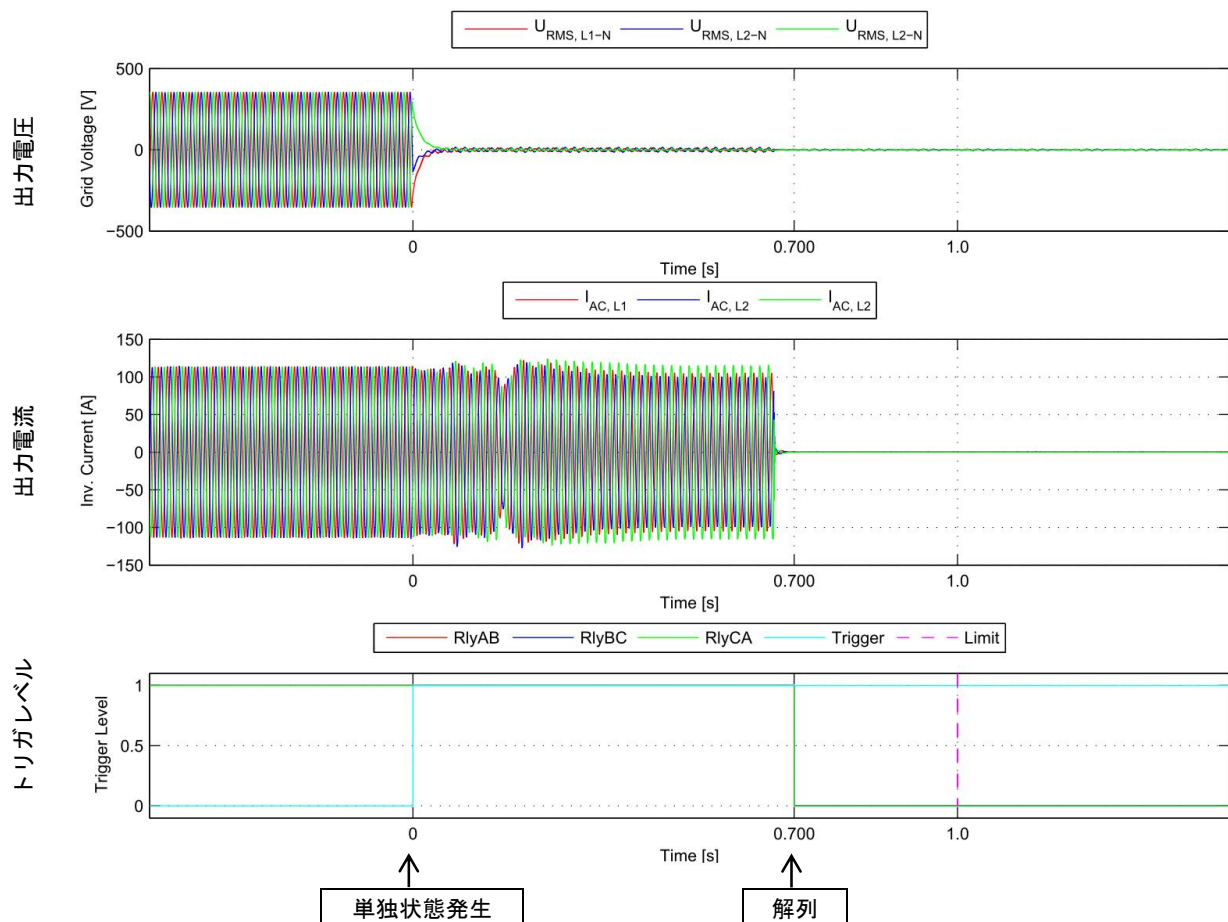 U_RMS, L1−N U_RMS, L2−N U_RMS, L2−N
出力電圧
Grid Voltage [V]
500
0
−500
0 0.700 1.0
Time [s]
I_AC, L1 I_AC, L2 I_AC, L2
出力電流
Inv. Current [A]
150
100
50
0
−50
−100
−150
0 0.700 1.0
Time [s]
RlyAB RlyBC RlyCA Trigger Limit
トリガレベル
Trigger Level
1
0.5
0
0 0.700 1.0
Time [s]
単独状態発生 解列